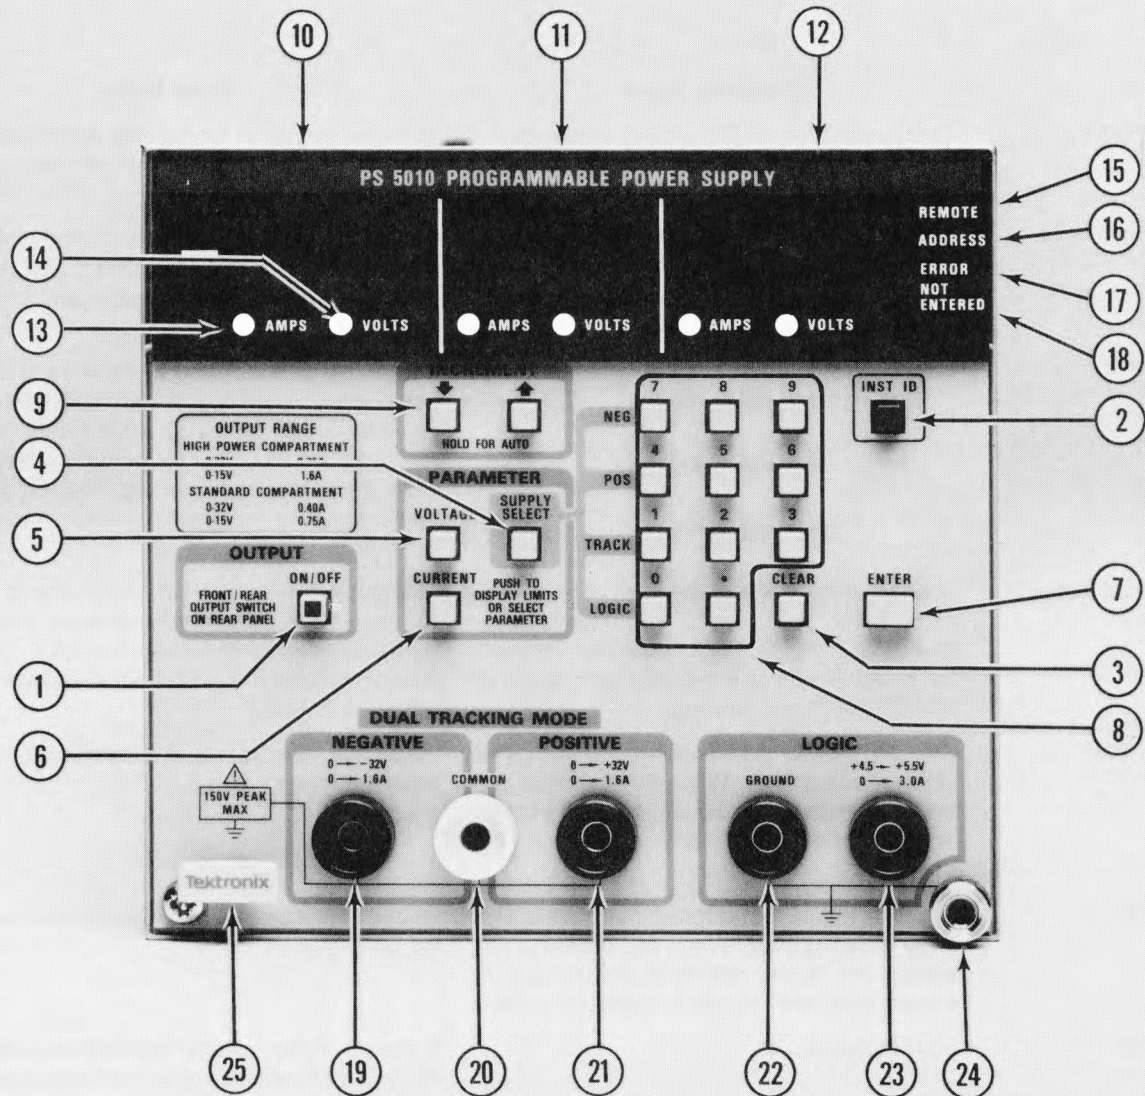 10 11 12
PS 5010 PROGRAMMABLE POWER SUPPLY
15
REMOTE
16
ADDRESS
ERROR
17
NOT
ENTERED
14
13
AMPS VOLTS AMPS VOLTS AMPS VOLTS
18
INCREMENT
9
HOLD FOR AUTO
7 8 9
4 5 6
1 2 3
0 . CLEAR
NEG
POS
TRACK
LOGIC
INST ID
2
OUTPUT RANGE
HIGH POWER COMPARTMENT
0-15V 1.6A
STANDARD COMPARTMENT
0-32V 0.40A
0-15V 0.75A
4
PARAMETER
SUPPLY
SELECT
VOLTAGE
5
CURRENT
PUSH TO
DISPLAY LIMITS
OR SELECT
PARAMETER
OUTPUT
ON/OFF
FRONT/REAR
OUTPUT SWITCH
ON REAR PANEL
ENTER
7
1
3
6
8
DUAL TRACKING MODE
NEGATIVE
0 → -32V
0 → 1.6A
COMMON
POSITIVE
0 → +32V
0 → 1.6A
LOGIC
GROUND
+4.5 → +5.5V
0 → 3.0A
150V PEAK
MAX
Tektronix
25 19 20 21 22 23 24